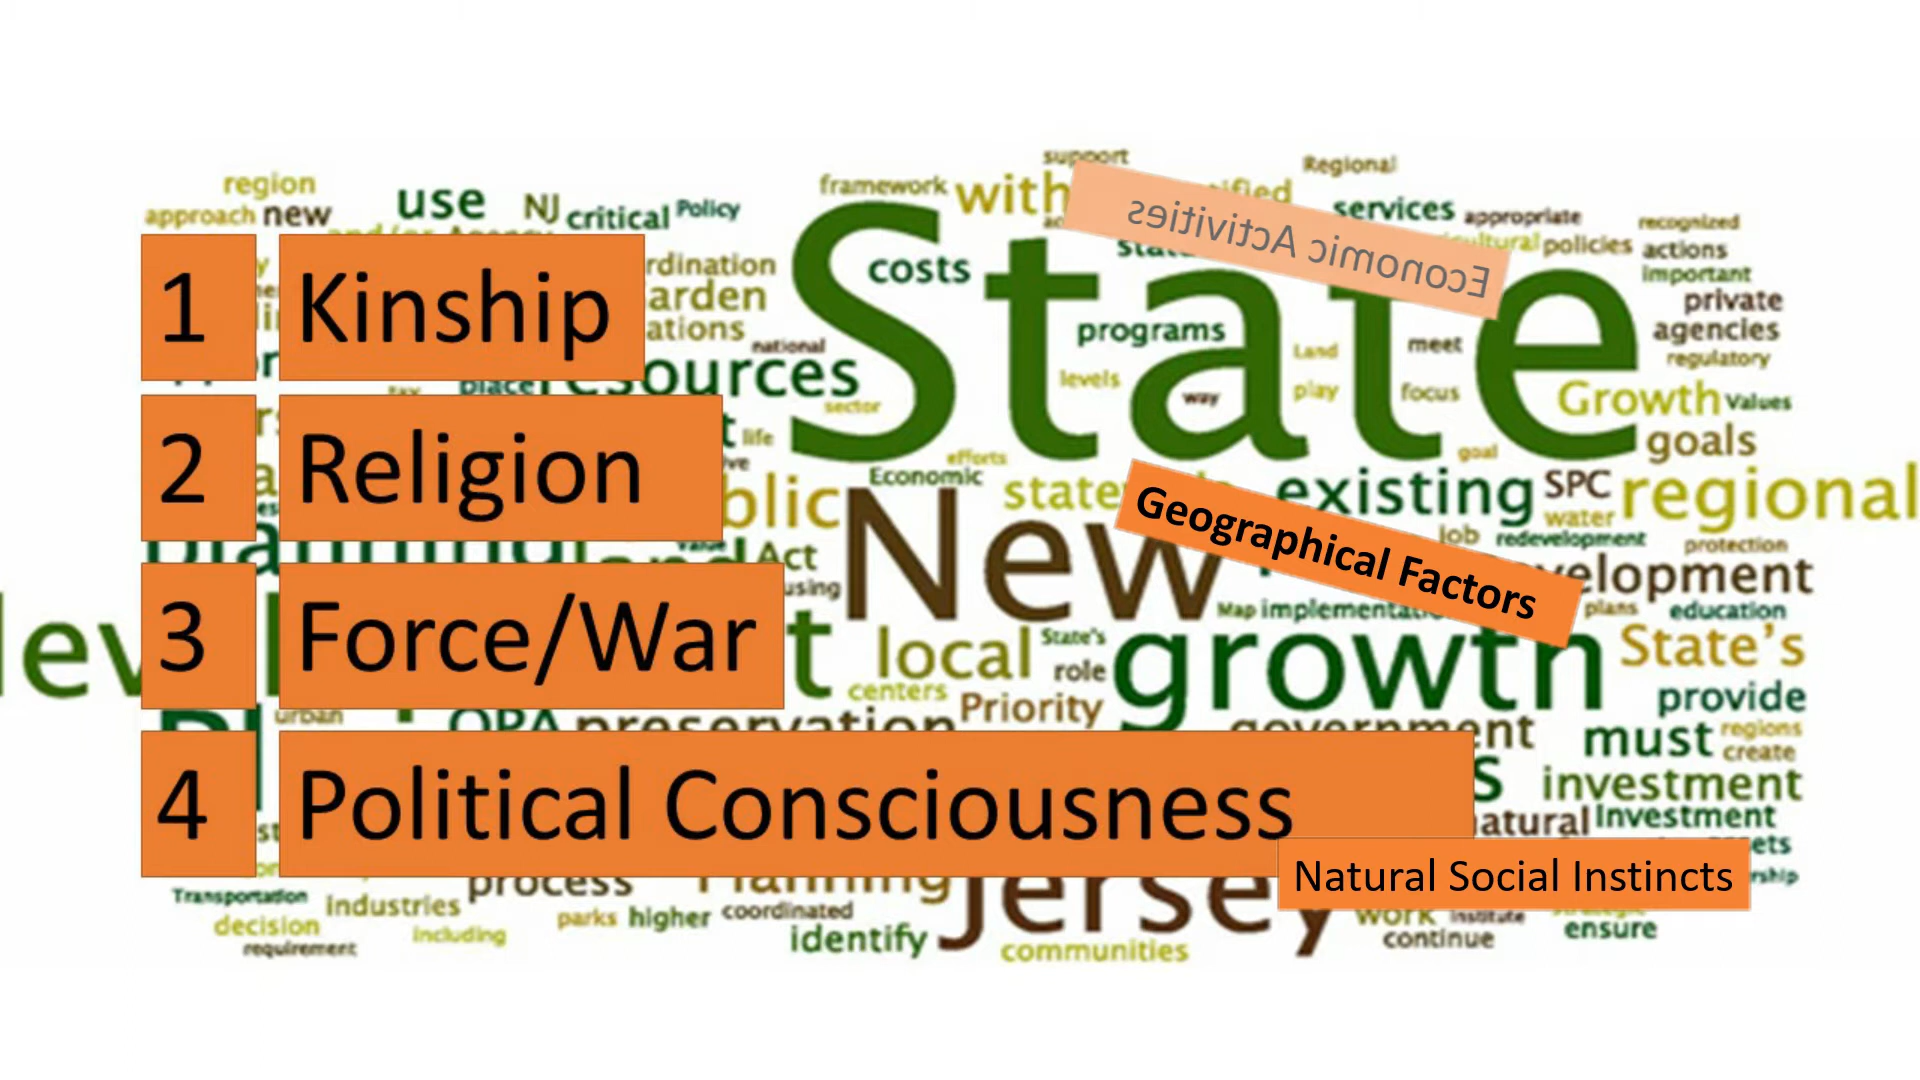 support
Regional
region
framework
with
use
NJ
critical
Policy
approach new
services
appropriate
recognized
Economic Activities
State
costs
policies
actions
important
private
agencies
regulatory
1 Kinship
programs
national
Land
meet
levels
way
play
focus
sector
Growth
Values
goals
2 Religion
life
efforts
goal
Economic
existing
SPC
regional
water
New
Geographical Factors
job
redevelopment
protection
Act
using
Map
plans
education
3 Force/War
local
State's
role
growth
State's
centers
Priority
provide
urban
preservation
government
must
regions
create
4 Political Consciousness
investment
Investment
Natural Social Instincts
process
Planning
Jersey
Transportation
industries
decision
parks
higher
coordinated
work
Institute
requirement
including
identify
communities
continue
ensure